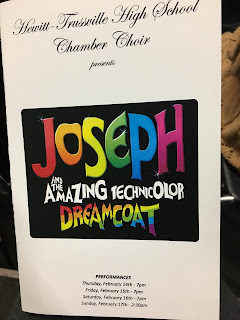 Hewitt-Trussville High School
Chamber Choir
presents
JOSEPH
AND THE AMAZING TECHNICOLOR
DREAMCOAT
PERFORMANCES
Thursday, February 14th - 7pm
Friday, February 15th - 7pm
Saturday, February 16th - 7pm
Sunday, February 17th - 2:30pm